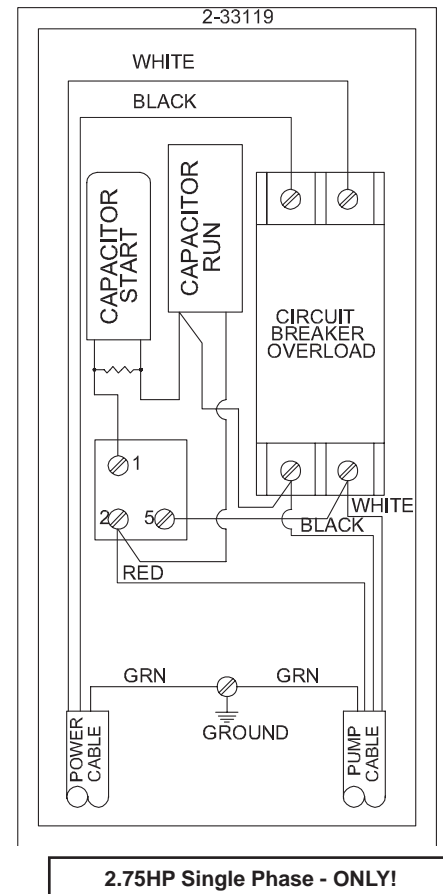 2-33119
WHITE
BLACK
CAPACITOR
START
CAPACITOR
RUN
CIRCUIT
BREAKER
OVERLOAD
1
2
5
WHITE
BLACK
RED
GRN
GRN
GROUND
POWER
CABLE
PUMP
CABLE
2.75HP Single Phase - ONLY!